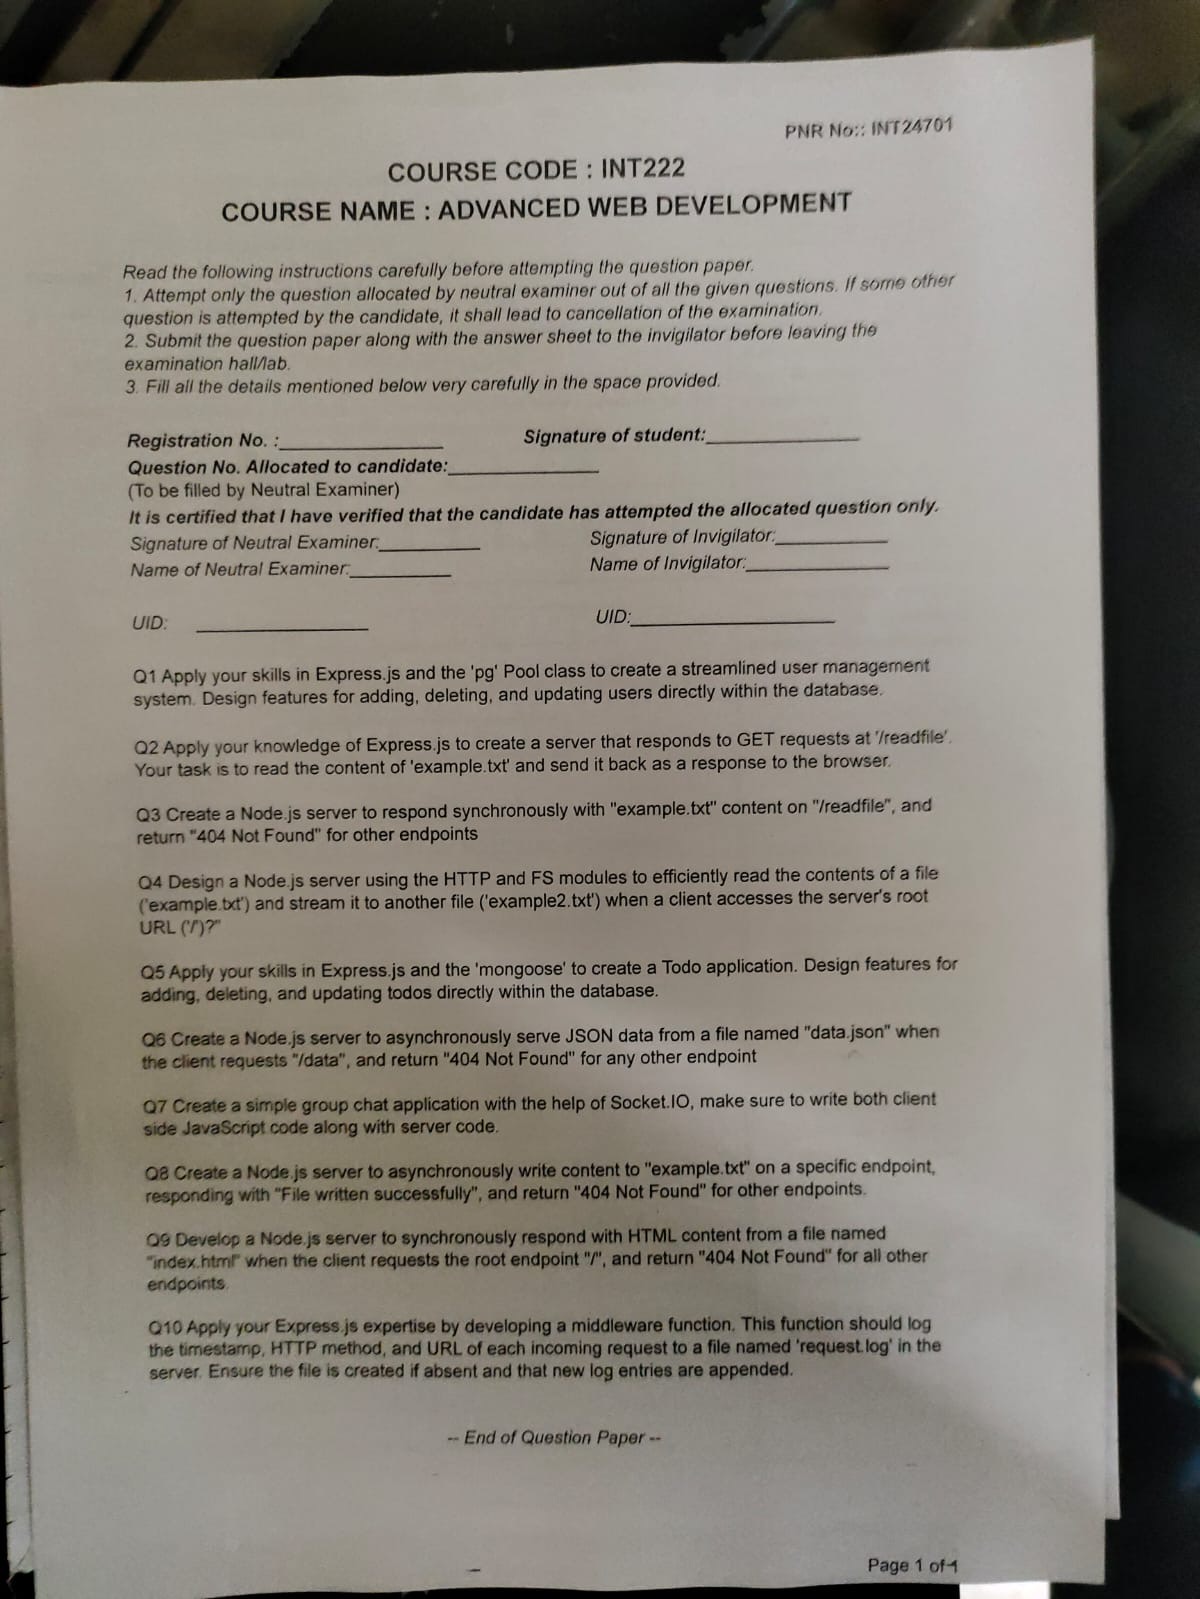 PNR No:: INT24701
COURSE CODE : INT222
COURSE NAME : ADVANCED WEB DEVELOPMENT
Read the following instructions carefully before attempting the question paper.
1. Attempt only the question allocated by neutral examiner out of all the given questions. If some other
question is attempted by the candidate, it shall lead to cancellation of the examination.
2. Submit the question paper along with the answer sheet to the invigilator before leaving the
examination hall/lab.
3. Fill all the details mentioned below very carefully in the space provided.
Registration No. :_______________ Signature of student:_______________
Question No. Allocated to candidate:_______________
(To be filled by Neutral Examiner)
It is certified that I have verified that the candidate has attempted the allocated question only.
Signature of Neutral Examiner:__________ Signature of Invigilator:___________
Name of Neutral Examiner:__________ Name of Invigilator:______________
UID: _________________ UID:____________________
Q1 Apply your skills in Express.js and the 'pg' Pool class to create a streamlined user management
system. Design features for adding, deleting, and updating users directly within the database.
Q2 Apply your knowledge of Express.js to create a server that responds to GET requests at '/readfile'.
Your task is to read the content of 'example.txt' and send it back as a response to the browser.
Q3 Create a Node.js server to respond synchronously with "example.txt" content on "/readfile", and
return "404 Not Found" for other endpoints
Q4 Design a Node.js server using the HTTP and FS modules to efficiently read the contents of a file
('example.txt') and stream it to another file ('example2.txt') when a client accesses the server's root
URL ('/')?"
Q5 Apply your skills in Express.js and the 'mongoose' to create a Todo application. Design features for
adding, deleting, and updating todos directly within the database.
Q6 Create a Node.js server to asynchronously serve JSON data from a file named "data.json" when
the client requests "/data", and return "404 Not Found" for any other endpoint
Q7 Create a simple group chat application with the help of Socket.IO, make sure to write both client
side JavaScript code along with server code.
Q8 Create a Node.js server to asynchronously write content to "example.txt" on a specific endpoint,
responding with "File written successfully", and return "404 Not Found" for other endpoints.
Q9 Develop a Node.js server to synchronously respond with HTML content from a file named
"index.html" when the client requests the root endpoint "/", and return "404 Not Found" for all other
endpoints.
Q10 Apply your Express.js expertise by developing a middleware function. This function should log
the timestamp, HTTP method, and URL of each incoming request to a file named 'request.log' in the
server. Ensure the file is created if absent and that new log entries are appended.
-- End of Question Paper --
Page 1 of 1